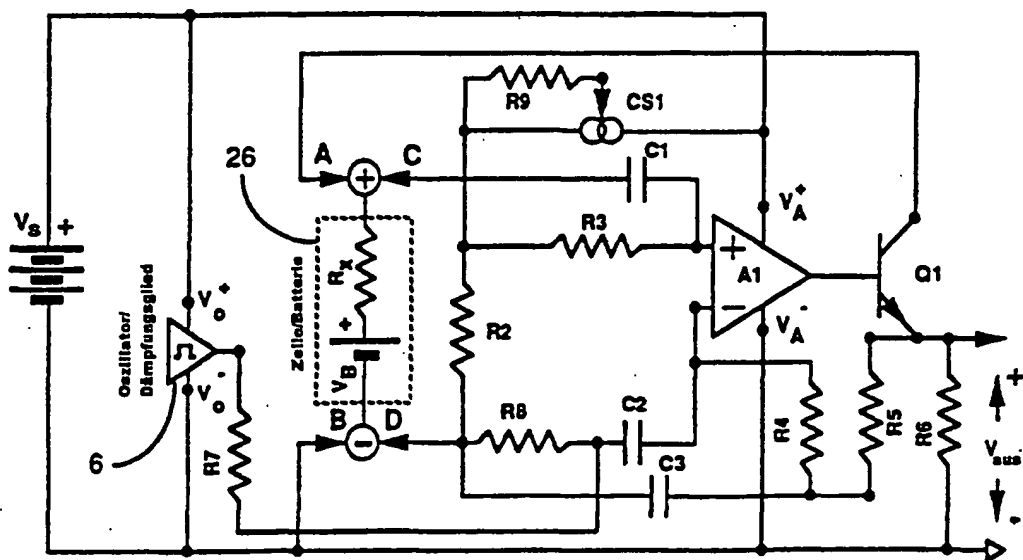 R9
CS1
26
A
C
C1
+
V_A^+
V_s +
R3
+
R_x
A1
Q1
V_o^+
Oszillator/
Dämpfungsglied
Zelle/Batterie
+
R2
−
V_A^-
V_B
V_o^-
B
D
R8
C2
R4
R5
R6
+
V_aus
-
6
R7
−
C3